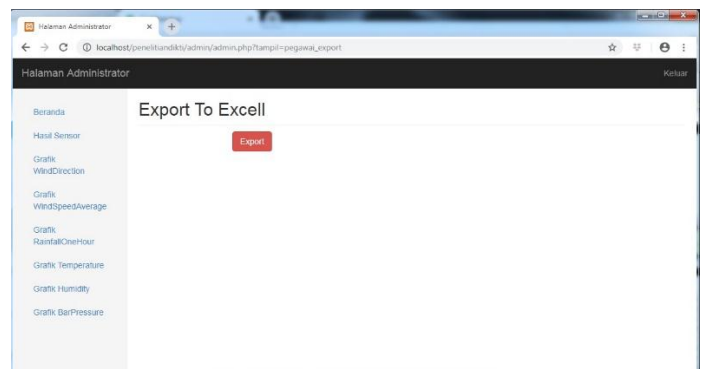 Halaman Administrator
localhost/penelitiandikti/admin/admin.php?tampil=pegawai_export
Halaman Administrator
Keluar
Beranda
Export To Excell
Hasil Sensor
Export
Grafik
WindDirection
Grafik
WindSpeedAverage
Grafik
RainfallOneHour
Grafik Temperature
Grafik Humidity
Grafik BarPressure